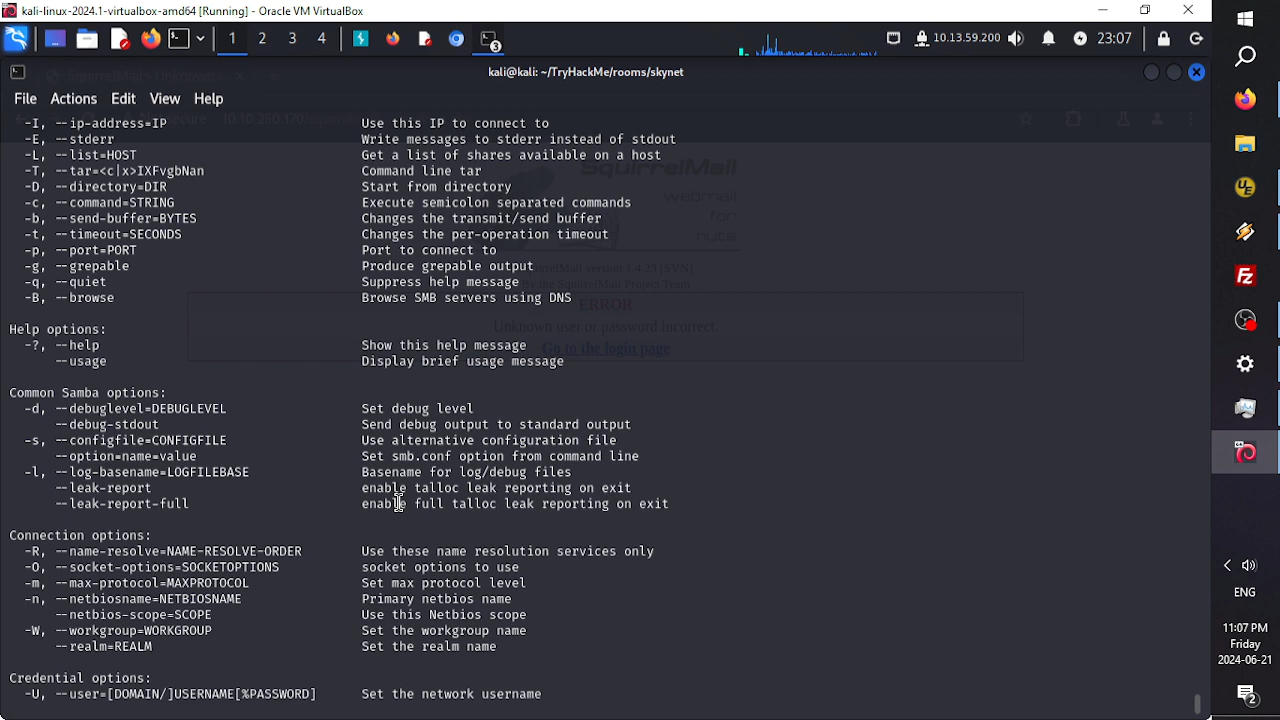 kali-linux-2024.1-virtualbox-amd64 [Running] - Oracle VM VirtualBox
1 2 3 4
3
10.13.59.200
23:07
kali@kali: ~/TryHackMe/rooms/skynet
File Actions Edit View Help
-I, --ip-address=IP Use this IP to connect to
-E, --stderr Write messages to stderr instead of stdout
-L, --list=HOST Get a list of shares available on a host
-T, --tar=<c|x>IXFvgbNan Command line tar
-D, --directory=DIR Start from directory
-c, --command=STRING Execute semicolon separated commands
-b, --send-buffer=BYTES Changes the transmit/send buffer
-t, --timeout=SECONDS Changes the per-operation timeout
-p, --port=PORT Port to connect to
-g, --grepable Produce grepable output
-q, --quiet Suppress help message
-B, --browse Browse SMB servers using DNS
Help options:
-?, --help Show this help message
--usage Display brief usage message
Common Samba options:
-d, --debuglevel=DEBUGLEVEL Set debug level
--debug-stdout Send debug output to standard output
-s, --configfile=CONFIGFILE Use alternative configuration file
--option=name=value Set smb.conf option from command line
-l, --log-basename=LOGFILEBASE Basename for log/debug files
--leak-report enable talloc leak reporting on exit
--leak-report-full enable full talloc leak reporting on exit
Connection options:
-R, --name-resolve=NAME-RESOLVE-ORDER Use these name resolution services only
-O, --socket-options=SOCKETOPTIONS socket options to use
-m, --max-protocol=MAXPROTOCOL Set max protocol level
-n, --netbiosname=NETBIOSNAME Primary netbios name
--netbios-scope=SCOPE Use this Netbios scope
-W, --workgroup=WORKGROUP Set the workgroup name
--realm=REALM Set the realm name
Credential options:
-U, --user=[DOMAIN/]USERNAME[%PASSWORD] Set the network username
SquirrelMail
webmail
for
nuts
SquirrelMail version 1.4.23 [SVN]
By the SquirrelMail Project Team
ERROR
Unknown user or password incorrect.
Go to the login page
UE
Fz
ENG
11:07 PM
Friday
2024-06-21
2